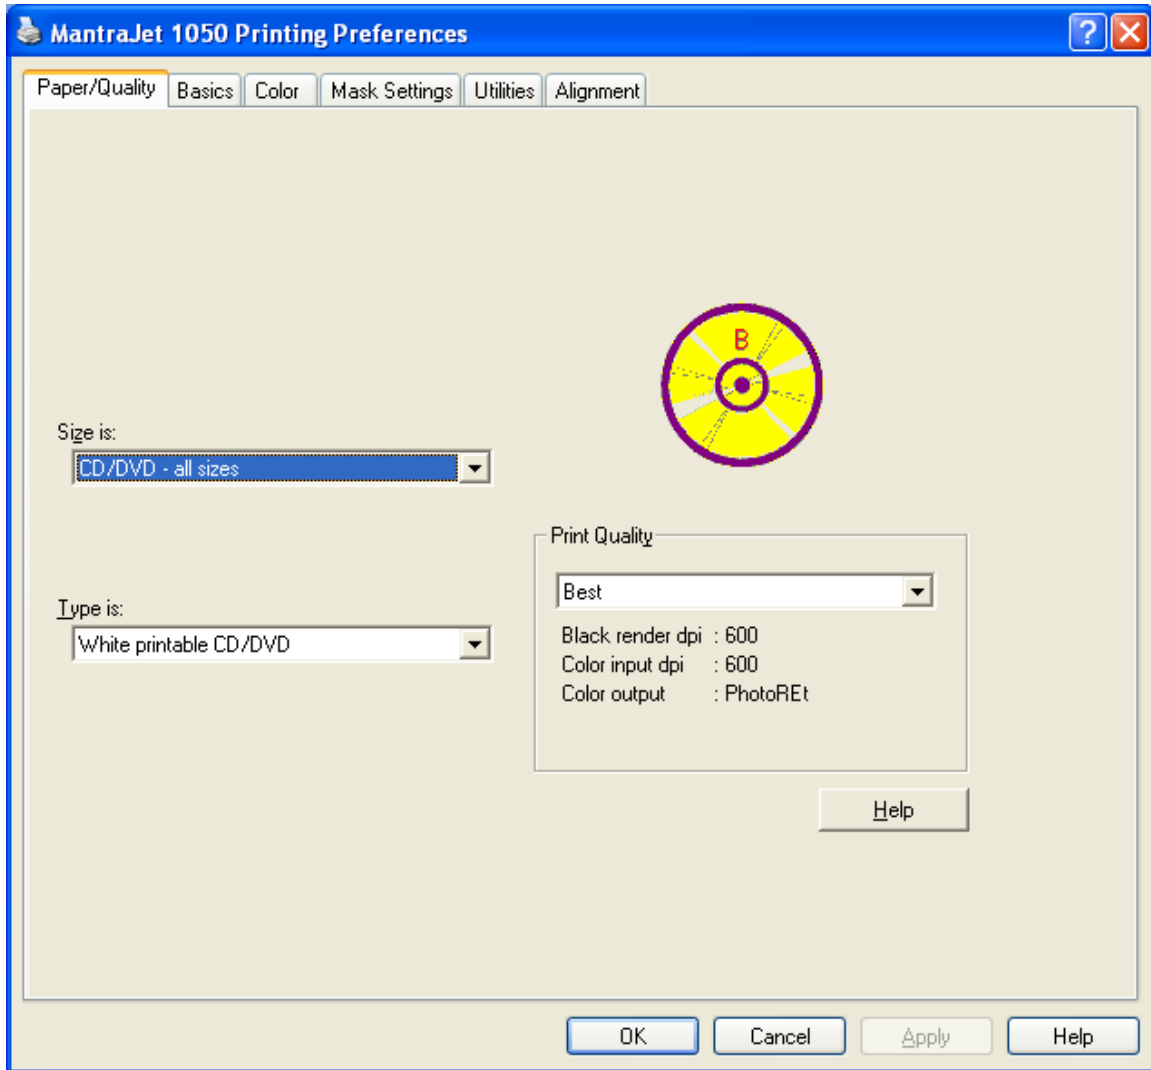 MantraJet 1050 Printing Preferences
?
Paper/Quality Basics Color Mask Settings Utilities Alignment
B
Size is:
CD/DVD - all sizes
Print Quality
Best
Type is:
White printable CD/DVD
Black render dpi : 600
Color input dpi : 600
Color output : PhotoREt
Help
OK Cancel Apply Help